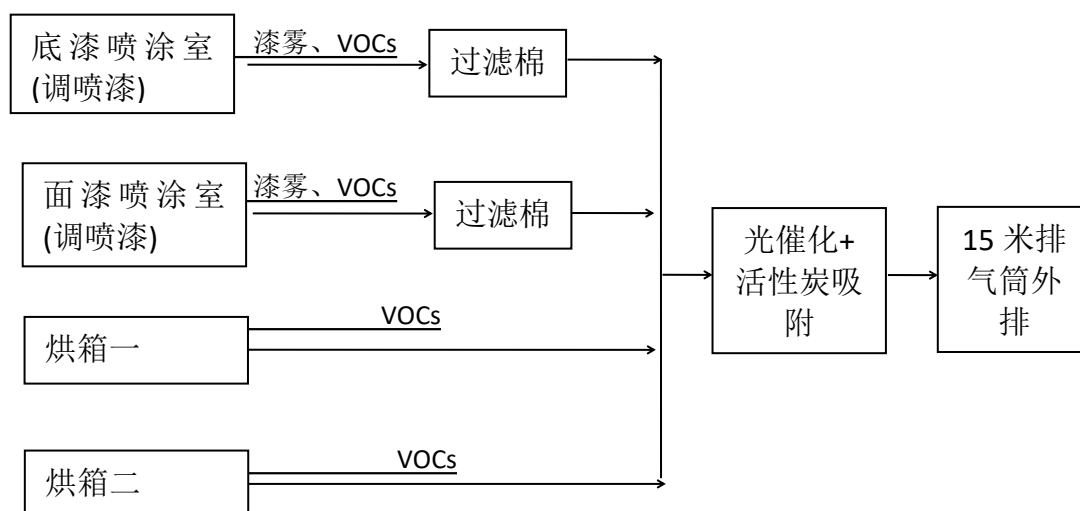 底漆喷涂室
(调喷漆)
漆雾、VOCs
过滤棉
面漆喷涂室
(调喷漆)
漆雾、VOCs
过滤棉
光催化+
活性炭吸
附
15 米排
气筒外
排
VOCs
烘箱一
VOCs
烘箱二